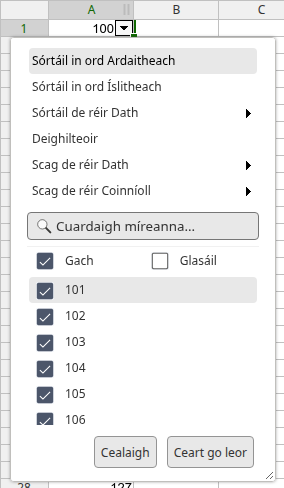 A B C
1 100
Sórtáil in ord Ardaitheach
Sórtáil in ord Íslitheach
Sórtáil de réir Dath
Deighilteoir
Scag de réir Dath
Scag de réir Coinníoll
Cuardaigh míreanna...
Gach Glasáil
101
102
103
104
105
106
Cealaigh Ceart go leor
28 127